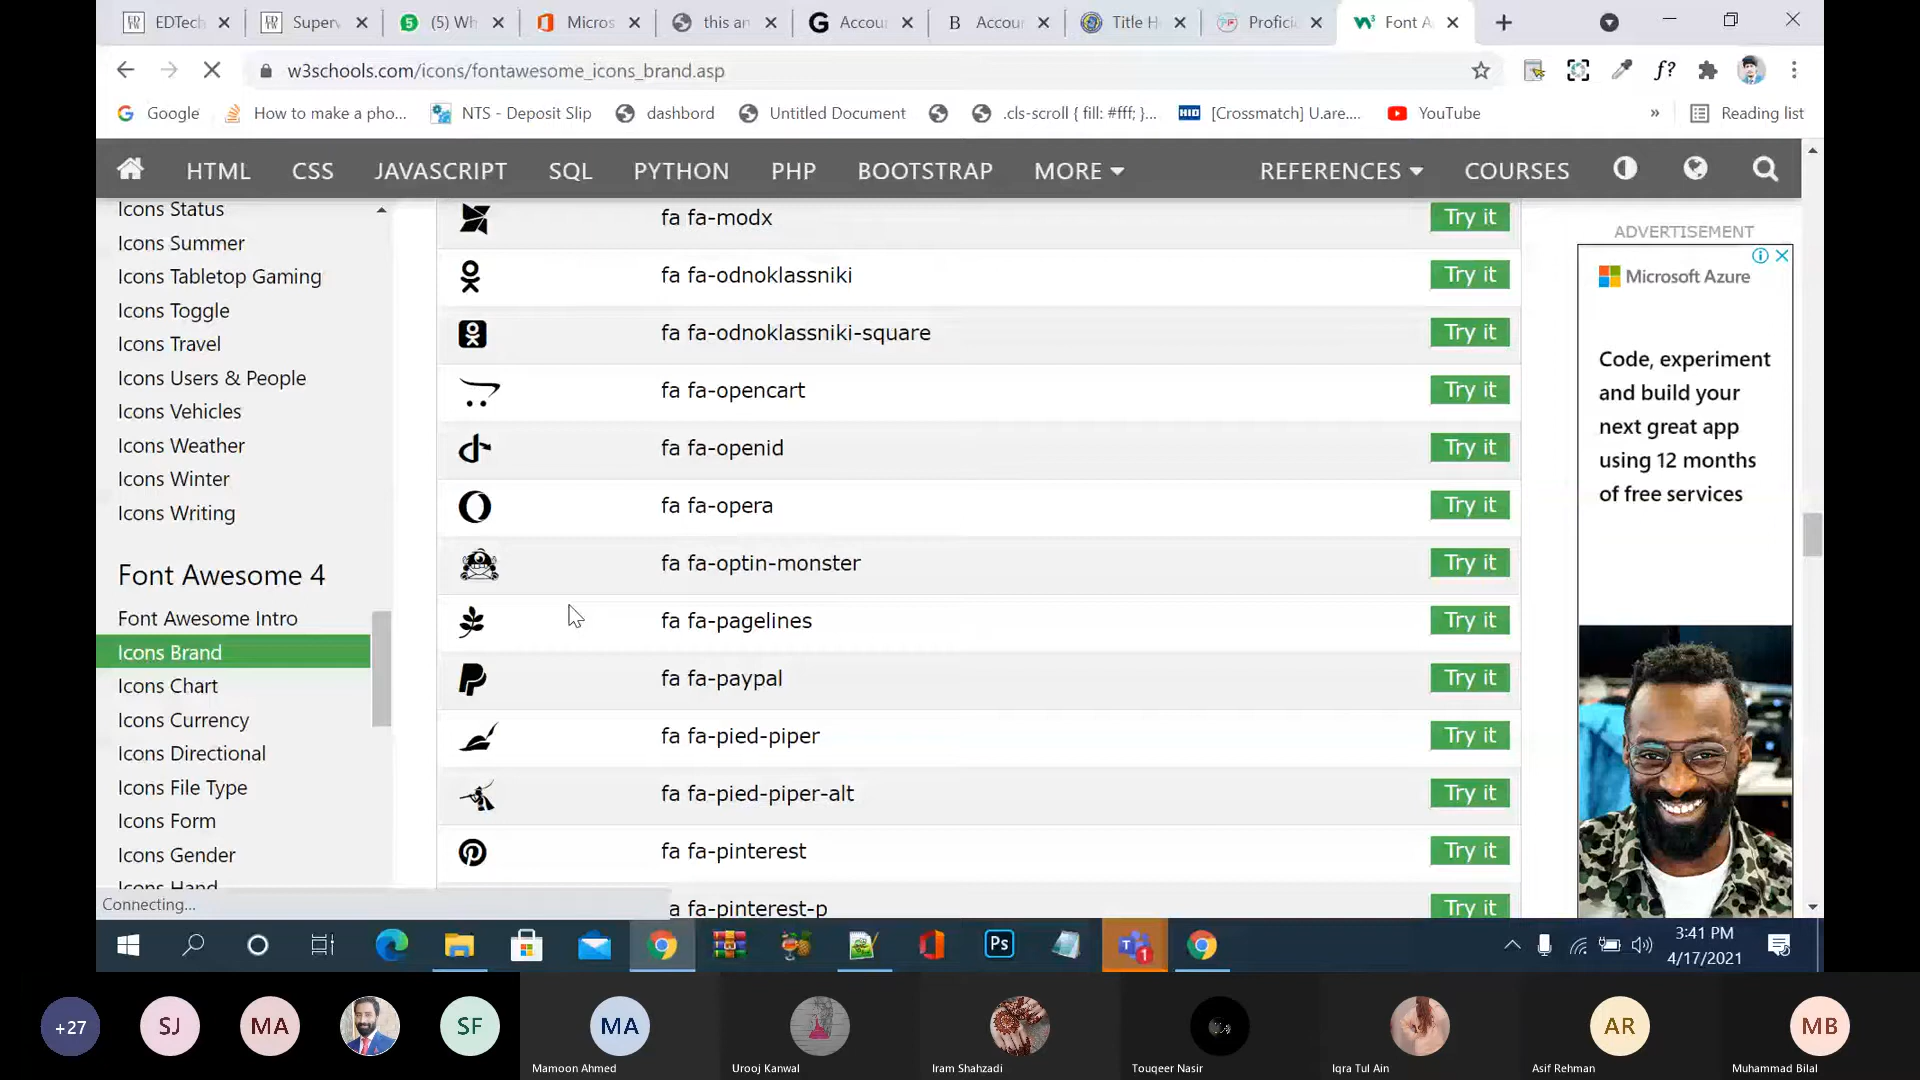 EDTech
Superv
(5) Wh
Micros
this an
Accou
Accou
Title H
Profici
Font A
w3schools.com/icons/fontawesome_icons_brand.asp
Google
How to make a pho...
NTS - Deposit Slip
dashbord
Untitled Document
.cls-scroll { fill: #fff; }...
[Crossmatch] U.are....
YouTube
»
Reading list
HTML
CSS
JAVASCRIPT
SQL
PYTHON
PHP
BOOTSTRAP
MORE
REFERENCES
COURSES
Icons Status
Icons Summer
Icons Tabletop Gaming
Icons Toggle
Icons Travel
Icons Users & People
Icons Vehicles
Icons Weather
Icons Winter
Icons Writing
Font Awesome 4
Font Awesome Intro
Icons Brand
Icons Chart
Icons Currency
Icons Directional
Icons File Type
Icons Form
Icons Gender
Icons Hand
Connecting...
fa fa-modx Try it
fa fa-odnoklassniki Try it
fa fa-odnoklassniki-square Try it
fa fa-opencart Try it
fa fa-openid Try it
fa fa-opera Try it
fa fa-optin-monster Try it
fa fa-pagelines Try it
fa fa-paypal Try it
fa fa-pied-piper Try it
fa fa-pied-piper-alt Try it
fa fa-pinterest Try it
a fa-pinterest-p Try it
ADVERTISEMENT
Microsoft Azure
Code, experiment
and build your
next great app
using 12 months
of free services
3:41 PM
4/17/2021
+27
SJ
MA
SF
MA
AR
MB
Mamoon Ahmed
Urooj Kanwal
Iram Shahzadi
Touqeer Nasir
Iqra Tul Ain
Asif Rehman
Muhammad Bilal